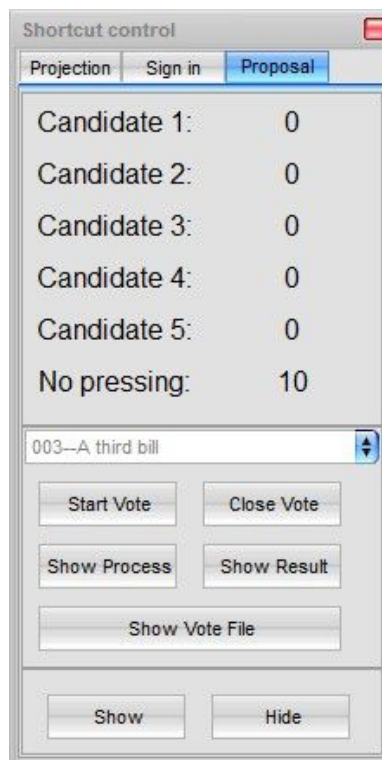 Shortcut control
Projection Sign in Proposal
Candidate 1: 0
Candidate 2: 0
Candidate 3: 0
Candidate 4: 0
Candidate 5: 0
No pressing: 10
003--A third bill
Start Vote Close Vote
Show Process Show Result
Show Vote File
Show Hide